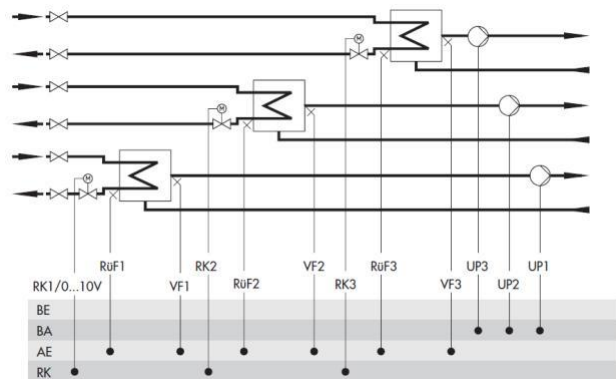 M
M
M
RüF1 RK2 VF2 RüF3 UP3 UP1
RK1/0...10V VF1 RüF2 RK3 VF3 UP2
BE
BA
AE
RK